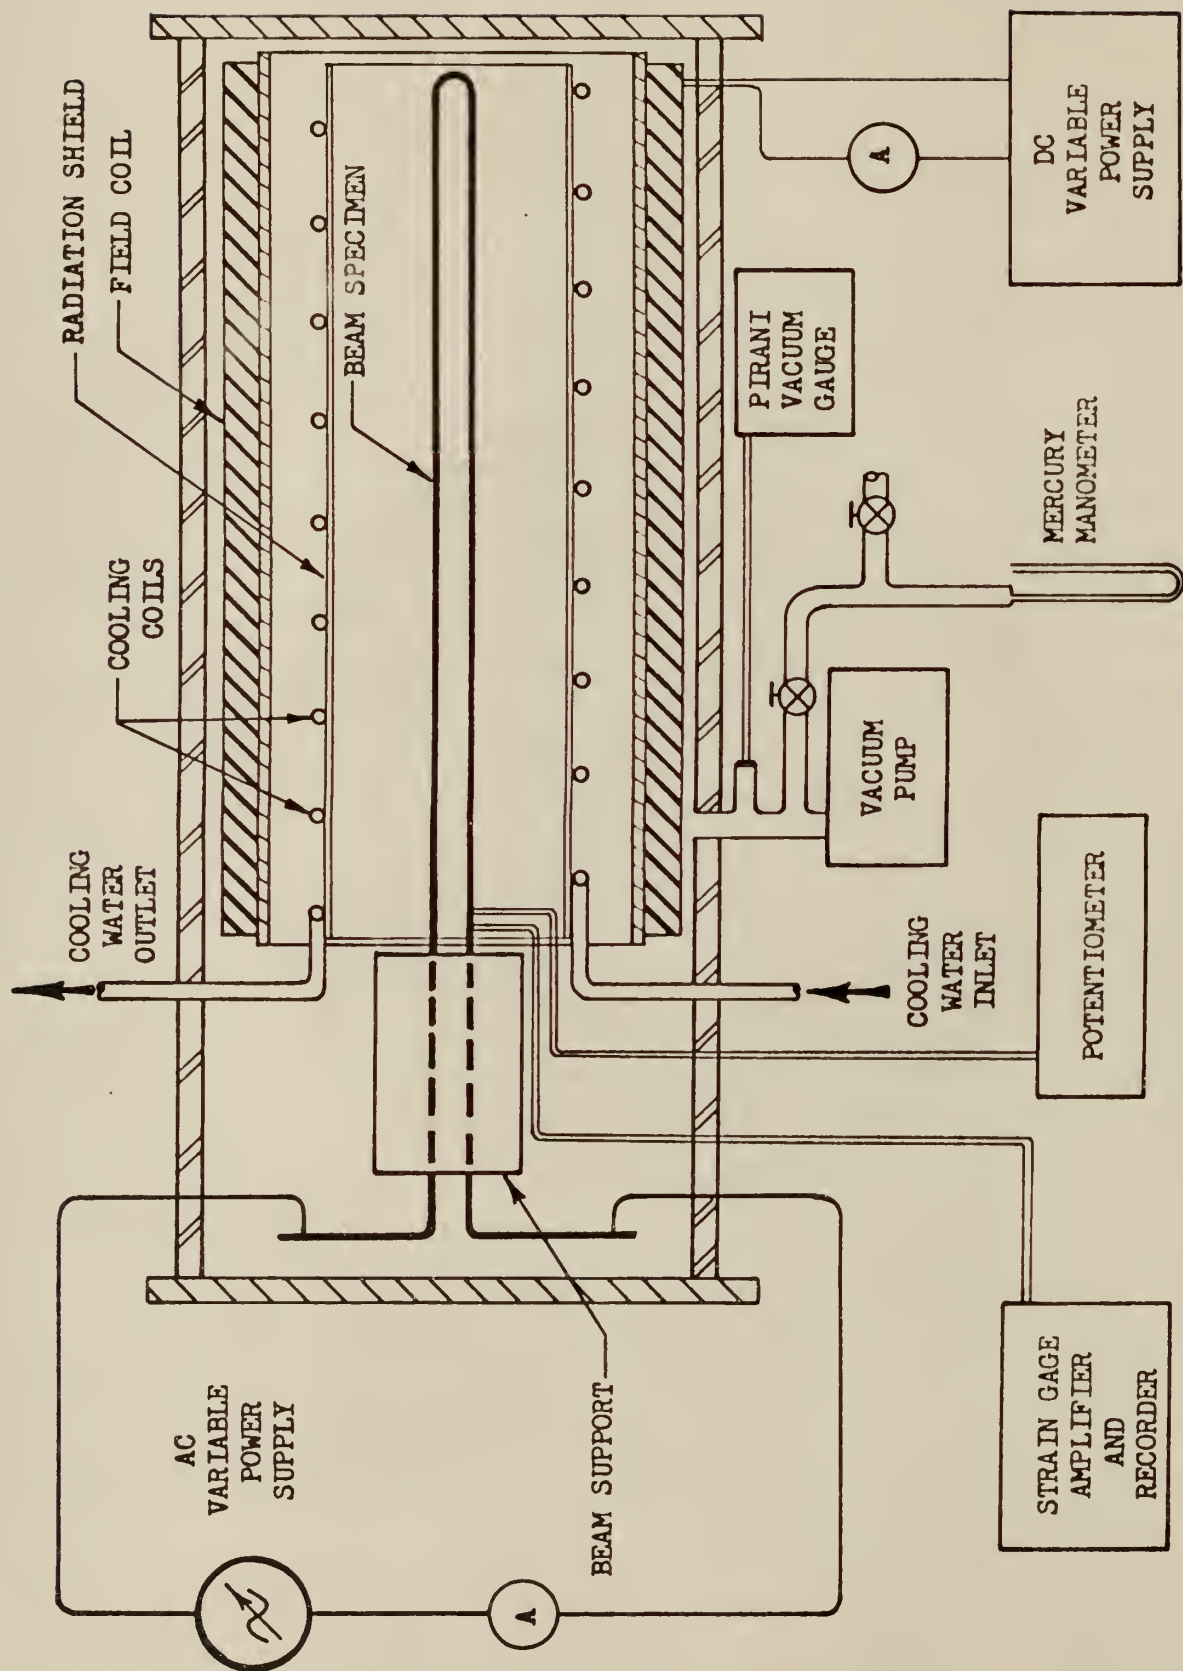 RADIATION SHIELD
FIELD COIL
COOLING
COILS
COOLING
WATER
OUTLET
BEAM SPECIMEN
AC
VARIABLE
POWER
SUPPLY
A
BEAM SUPPORT
COOLING
WATER
INLET
PIRANI
VACUUM
GAUGE
A
DC
VARIABLE
POWER
SUPPLY
VACUUM
PUMP
MERCURY
MANOMETER
POTENTIOMETER
STRAIN GAGE
AMPLIFIER
AND
RECORDER